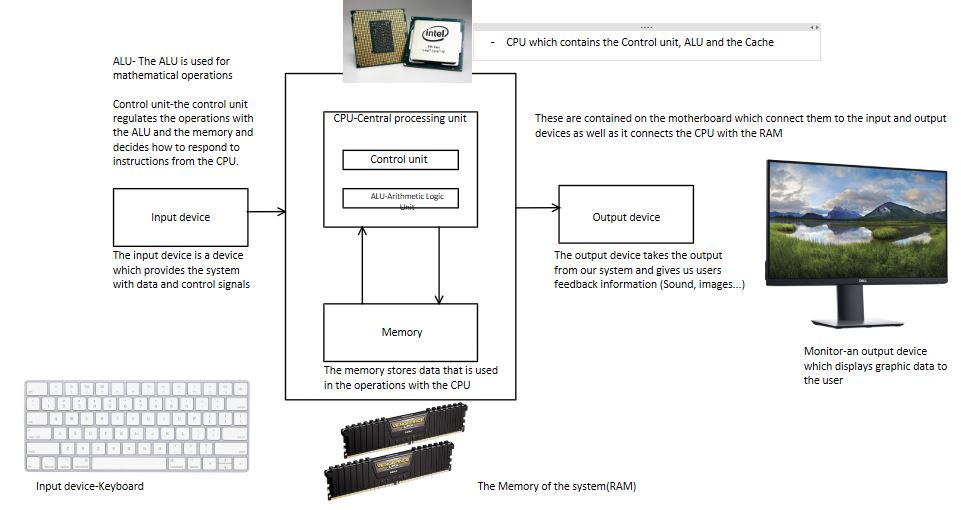 intel
- CPU which contains the Control unit, ALU and the Cache
ALU- The ALU is used for
mathematical operations
Control unit-the control unit
regulates the operations with
the ALU and the memory and
decides how to respond to
instructions from the CPU.
CPU-Central processing unit
Control unit
ALU-Arithmetic Logic
Unit
These are contained on the motherboard which connect them to the input and output
devices as well as it connects the CPU with the RAM
Input device
Output device
The input device is a device
which provides the system
with data and control signals
The output device takes the output
from our system and gives us users
feedback information (Sound, images...)
DELL
Memory
The memory stores data that is used
in the operations with the CPU
Monitor-an output device
which displays graphic data to
the user
VENGEANCE
VENGEANCE
Input device-Keyboard
The Memory of the system(RAM)